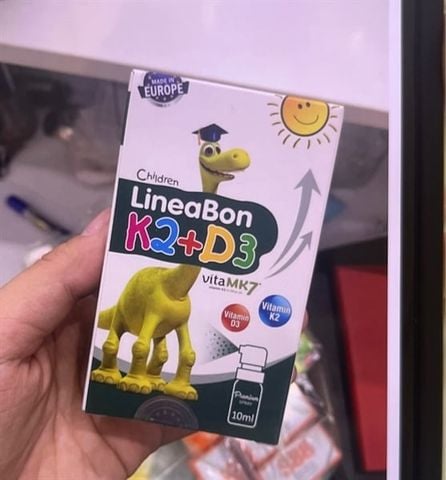 MADE IN
EUROPE
Children
LineaBon
K2+D3
vitaMK7
Vitamin
D3
Vitamin
K2
Premium
SPRAY
10ml